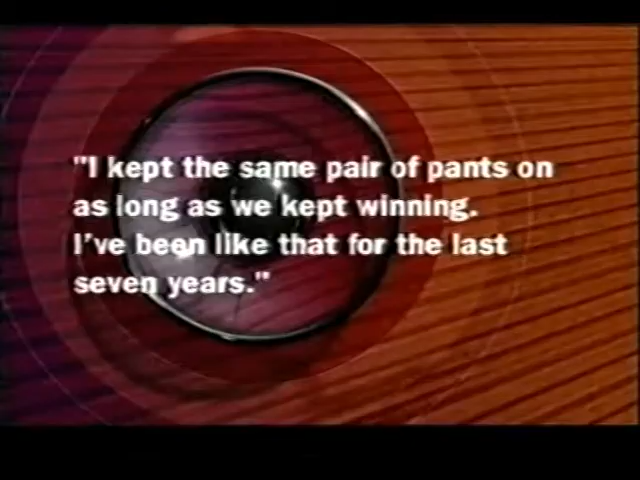 "I kept the same pair of pants on
as long as we kept winning.
I've been like that for the last
seven years."